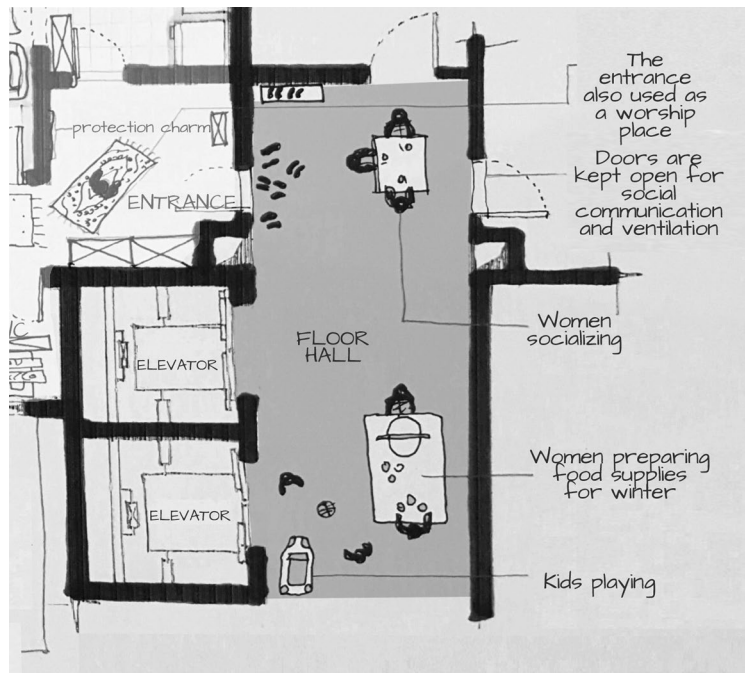 The
entrance
also used as
a worship
place
protection charm
Doors are
kept open for
social
communication
and ventilation
ENTRANCE
Women
socializing
FLOOR
HALL
ELEVATOR
Women preparing
food supplies
for winter
ELEVATOR
Kids playing